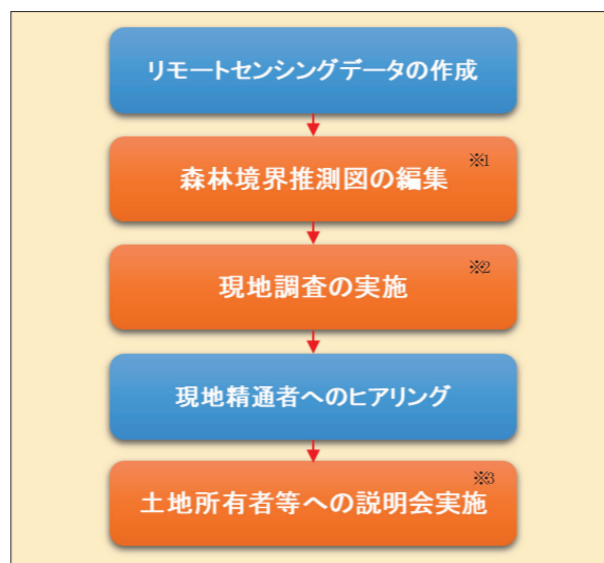 リモートセンシングデータの作成
※1
森林境界推測図の編集
※2
現地調査の実施
現地精通者へのヒアリング
※3
土地所有者等への説明会実施